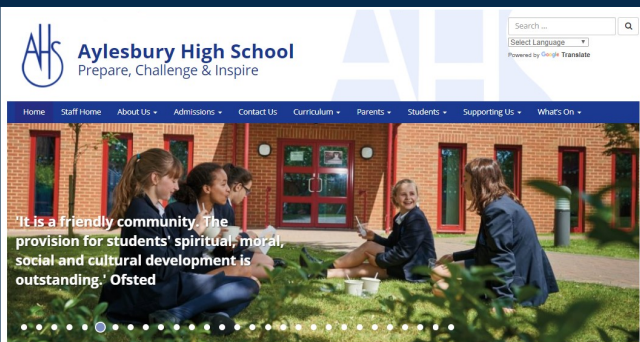 AHS
Aylesbury High School
Prepare, Challenge & Inspire
Search ...
Select Language
Powered by Google Translate
Home Staff Home About Us Admissions Contact Us Curriculum Parents Students Supporting Us What's On
'It is a friendly community. The
provision for students' spiritual, moral,
social and cultural development is
outstanding.' Ofsted